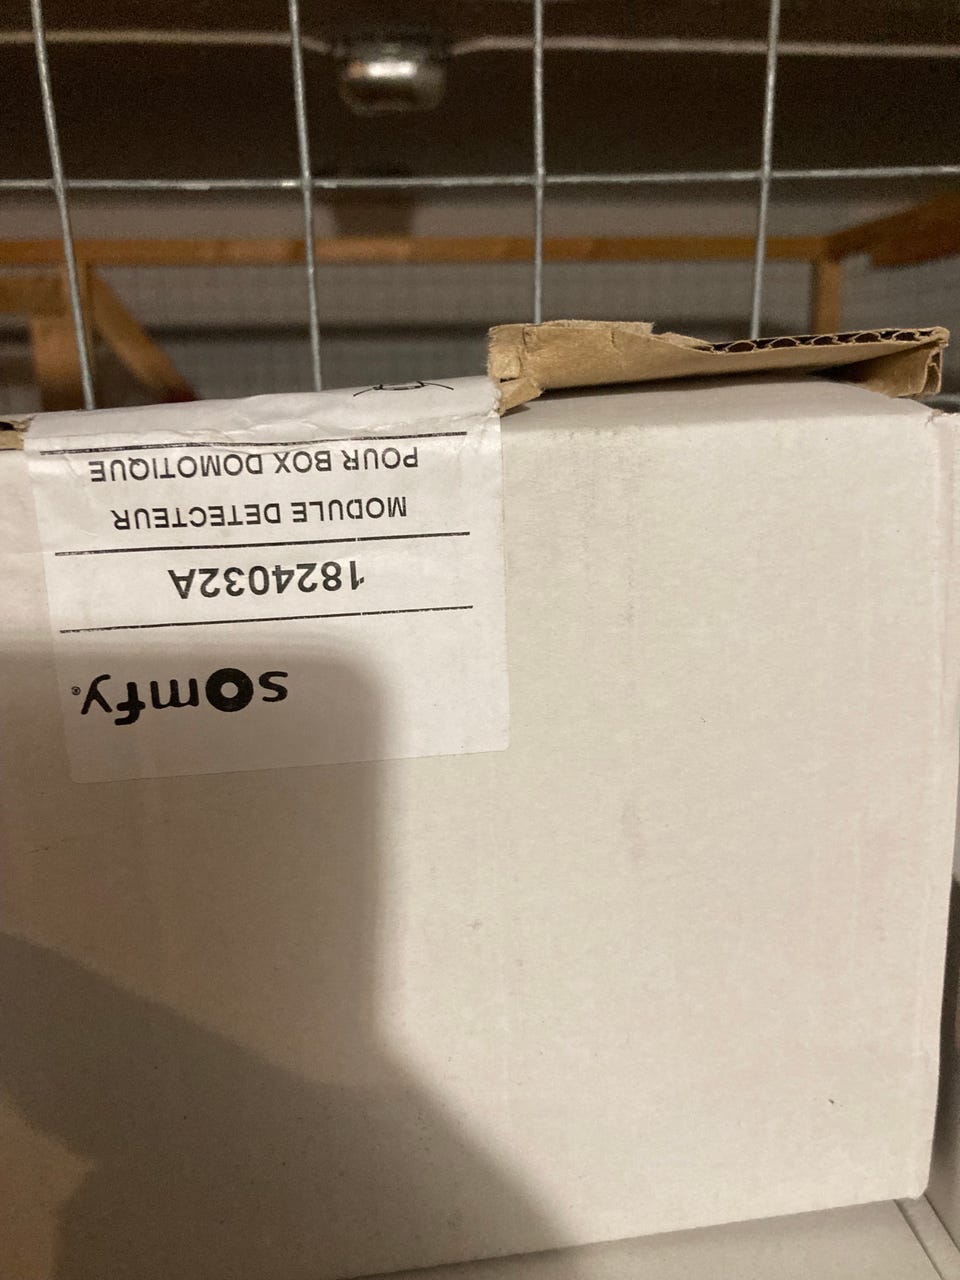 somfy®
1824032A
MODULE DETECTEUR
POUR BOX DOMOTIQUE